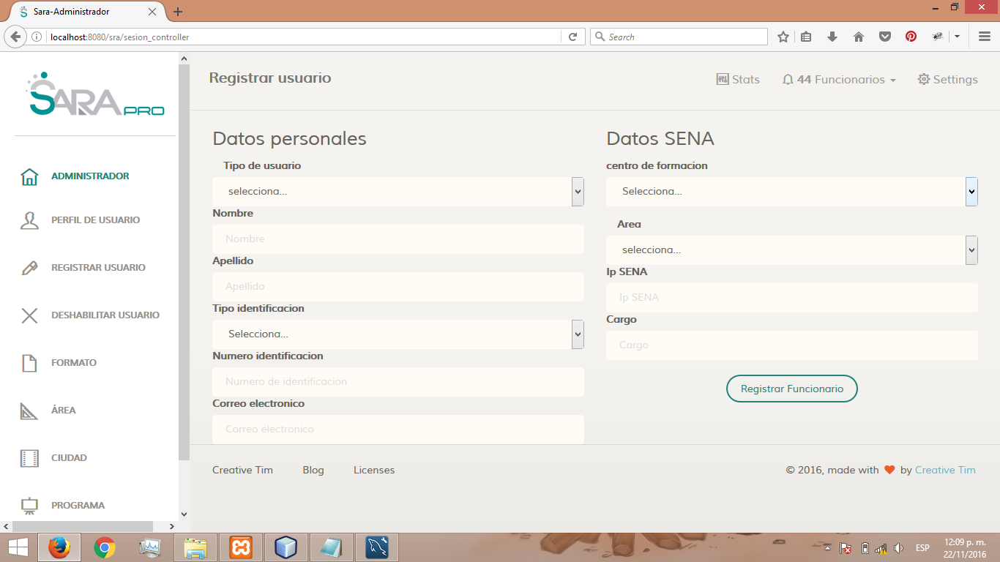 Sara-Administrador
localhost:8080/sra/sesion_controller
Search
SARA PRO
ADMINISTRADOR
PERFIL DE USUARIO
REGISTRAR USUARIO
DESHABILITAR USUARIO
FORMATO
ÁREA
CIUDAD
PROGRAMA
Registrar usuario
Stats
44 Funcionarios
Settings
Datos personales
Tipo de usuario
selecciona...
Nombre
Nombre
Apellido
Apellido
Tipo identificacion
Selecciona...
Numero identificacion
Numero de identificacion
Correo electronico
Correo electronico
Datos SENA
centro de formacion
Selecciona...
Area
selecciona...
Ip SENA
Ip SENA
Cargo
Cargo
Registrar Funcionario
Creative Tim Blog Licenses
© 2016, made with by Creative Tim
ESP
12:09 p. m.
22/11/2016